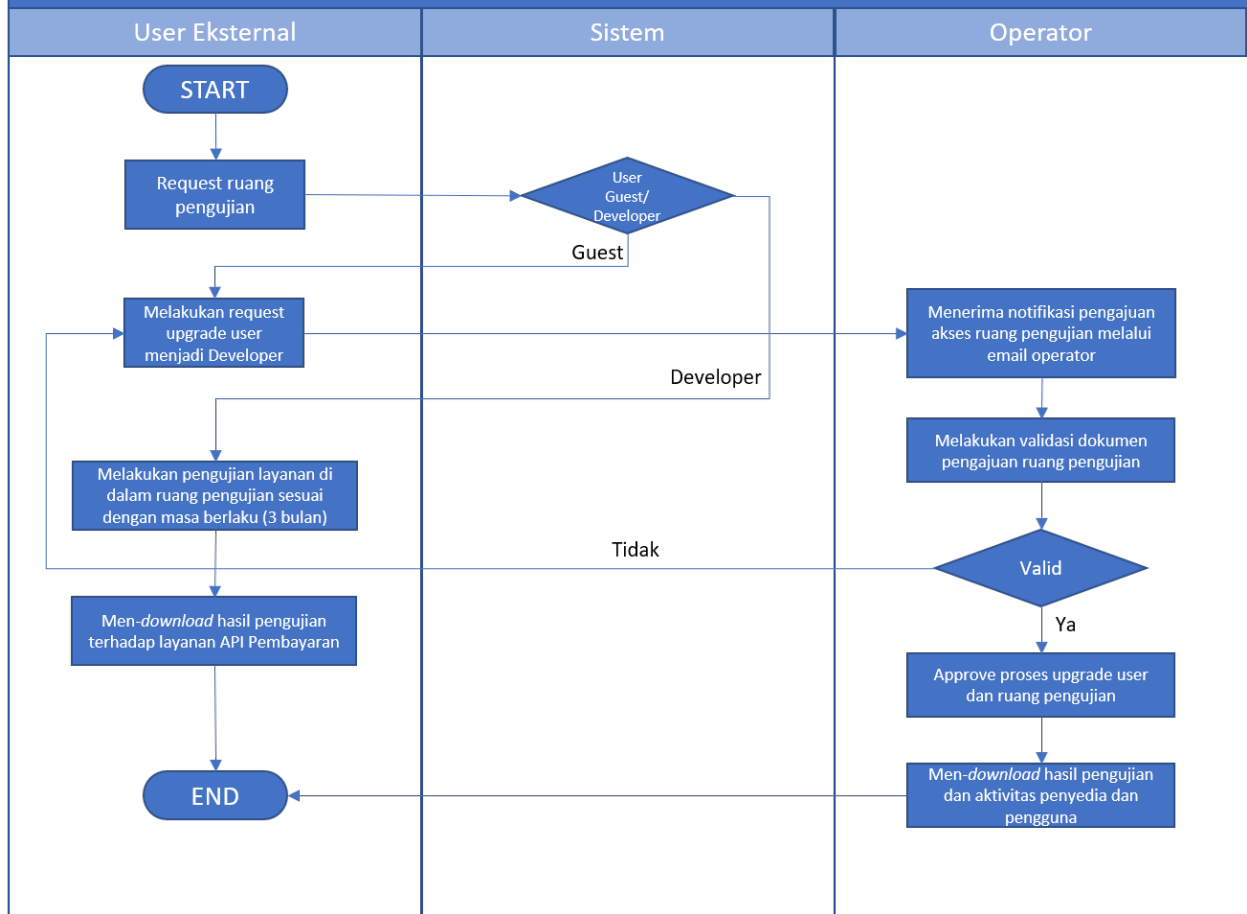 User Eksternal
Sistem
Operator
START
Request ruang
pengujian
User
Guest/
Developer
Guest
Melakukan request
upgrade user
menjadi Developer
Menerima notifikasi pengajuan
akses ruang pengujian melalui
email operator
Developer
Melakukan validasi dokumen
pengajuan ruang pengujian
Melakukan pengujian layanan di
dalam ruang pengujian sesuai
dengan masa berlaku (3 bulan)
Tidak
Valid
Men-download hasil pengujian
terhadap layanan API Pembayaran
Ya
Approve proses upgrade user
dan ruang pengujian
END
Men-download hasil pengujian
dan aktivitas penyedia dan
pengguna